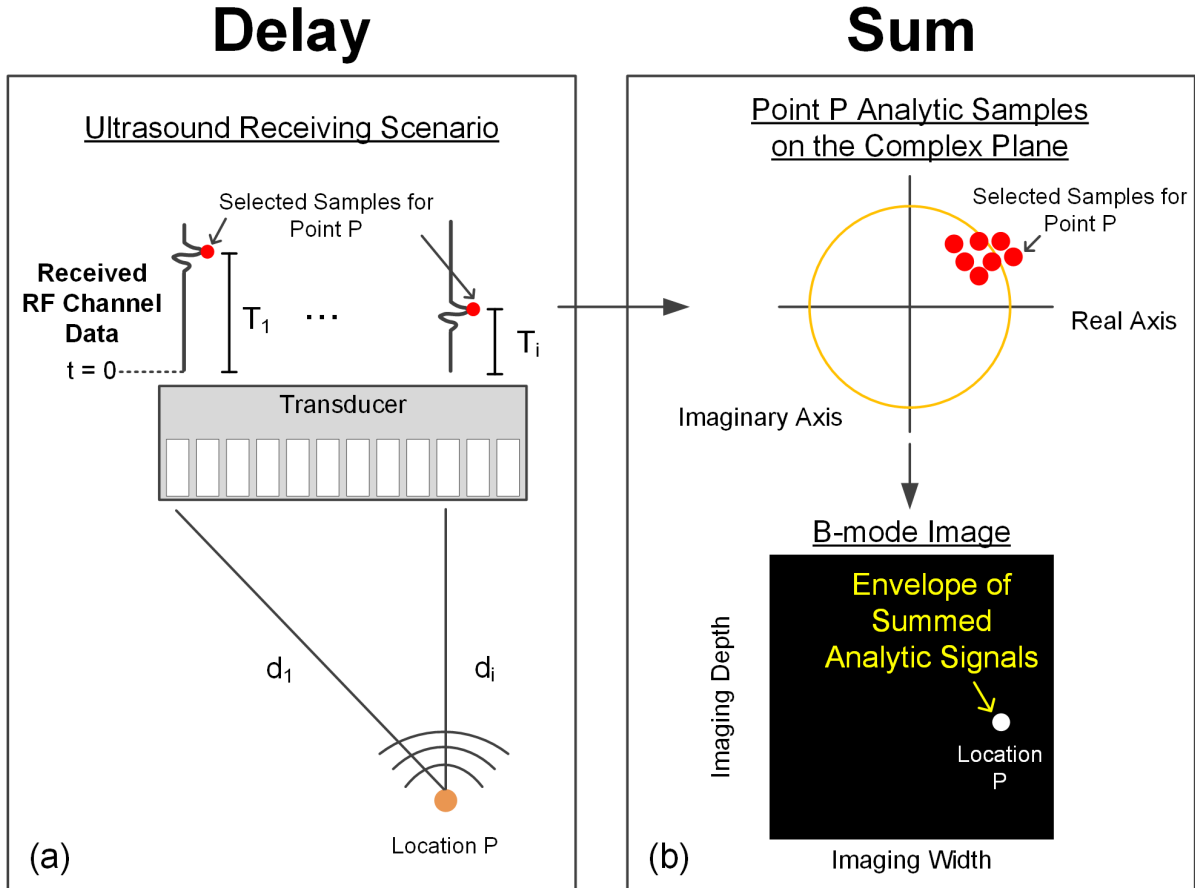 Delay
Ultrasound Receiving Scenario
Selected Samples for
Point P
Received
RF Channel
Data
T1
...
Ti
t = 0
Transducer
d1
di
Location P
(a)
Sum
Point P Analytic Samples
on the Complex Plane
Selected Samples for
Point P
Real Axis
Imaginary Axis
B-mode Image
Envelope of
Summed
Analytic Signals
Imaging Depth
Location
P
Imaging Width
(b)